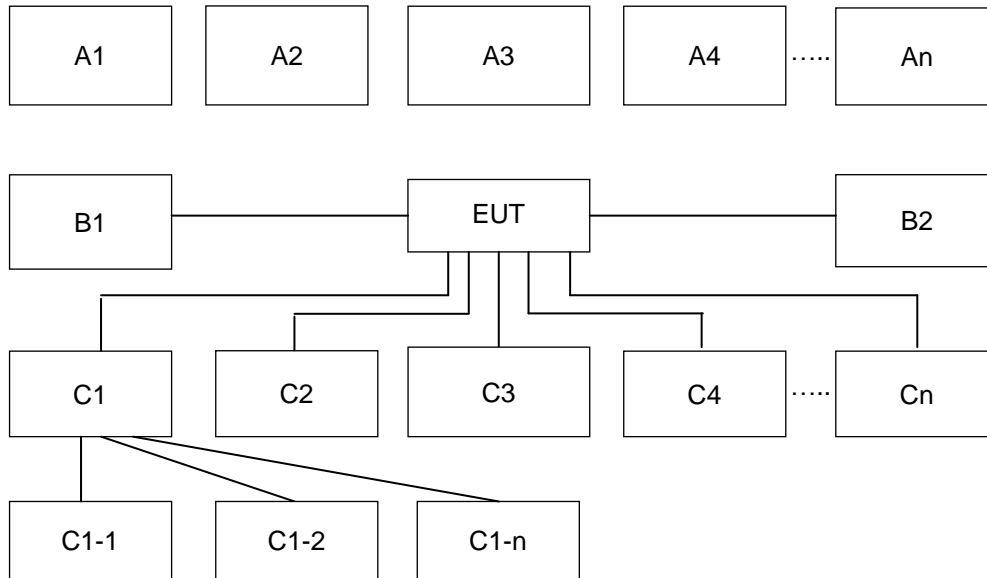 A1 A2 A3 A4 ….. An
B1 EUT B2
C1 C2 C3 C4 ….. Cn
C1-1 C1-2 C1-n